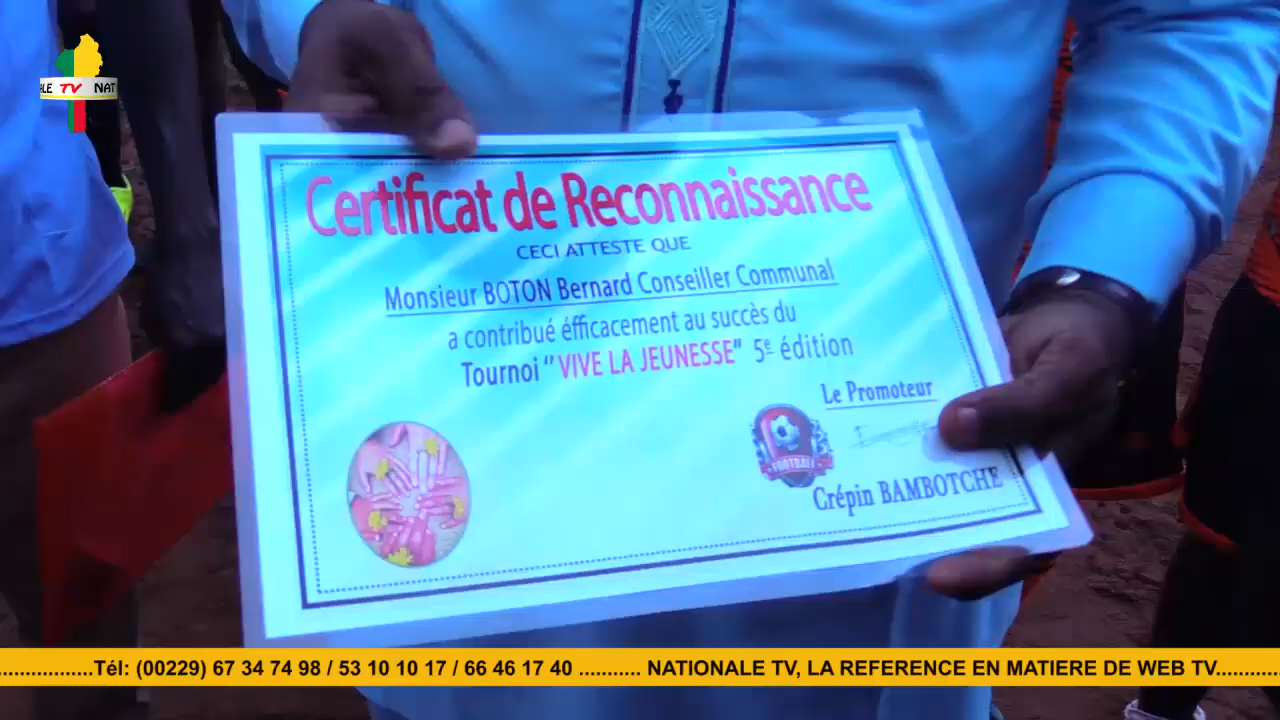 ALE TV NAT
Certificat de Reconnaissance
CECI ATTESTE QUE
Monsieur BOTON Bernard Conseiller Communal
a contribué éfficacement au succès du
Tournoi "VIVE LA JEUNESSE" 5e édition
Le Promoteur
FOOTBALL
Crépin BAMBOTCHE
..................Tél: (00229) 67 34 74 98 / 53 10 10 17 / 66 46 17 40 ........... NATIONALE TV, LA REFERENCE EN MATIERE DE WEB TV............